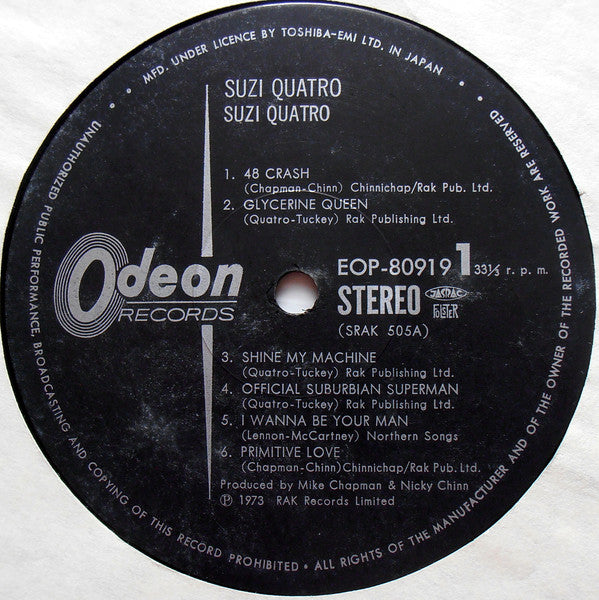 • MFD. UNDER LICENCE BY TOSHIBA-EMI LTD. IN JAPAN •
SUZI QUATRO
SUZI QUATRO
1. 48 CRASH
(Chapman-Chinn) Chinnichap/Rak Pub. Ltd.
2. GLYCERINE QUEEN
(Quatro-Tuckey) Rak Publishing Ltd.
Odeon
RECORDS
EOP-80919 1 33⅓ r. p. m.
STEREO JASRAC
POLSTER
(SRAK 505A)
3. SHINE MY MACHINE
(Quatro-Tuckey) Rak Publishing Ltd.
4. OFFICIAL SUBURBIAN SUPERMAN
(Quatro-Tuckey) Rak Publishing Ltd.
5. I WANNA BE YOUR MAN
(Lennon-McCartney) Northern Songs
6. PRIMITIVE LOVE
(Chapman-Chinn)Chinnichap/Rak Pub. Ltd.
Produced by Mike Chapman & Nicky Chinn
℗ 1973 RAK Records Limited
• UNAUTHORIZED PUBLIC PERFORMANCE, BROADCASTING AND COPYING OF THIS RECORD PROHIBITED • ALL RIGHTS OF THE MANUFACTURER AND OF THE OWNER OF THE RECORDED WORK ARE RESERVED •